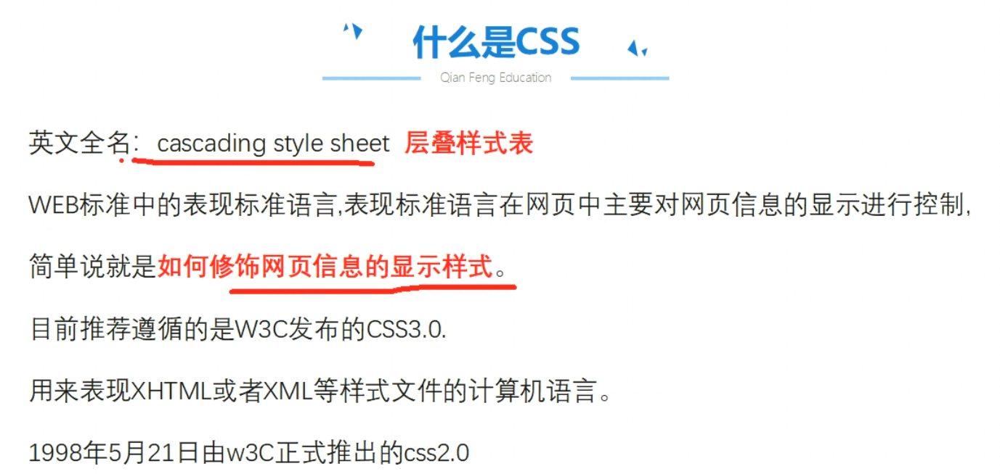 什么是CSS
Qian Feng Education
英文全名：cascading style sheet 层叠样式表
WEB标准中的表现标准语言,表现标准语言在网页中主要对网页信息的显示进行控制,
简单说就是如何修饰网页信息的显示样式。
目前推荐遵循的是W3C发布的CSS3.0.
用来表现XHTML或者XML等样式文件的计算机语言。
1998年5月21日由w3C正式推出的css2.0